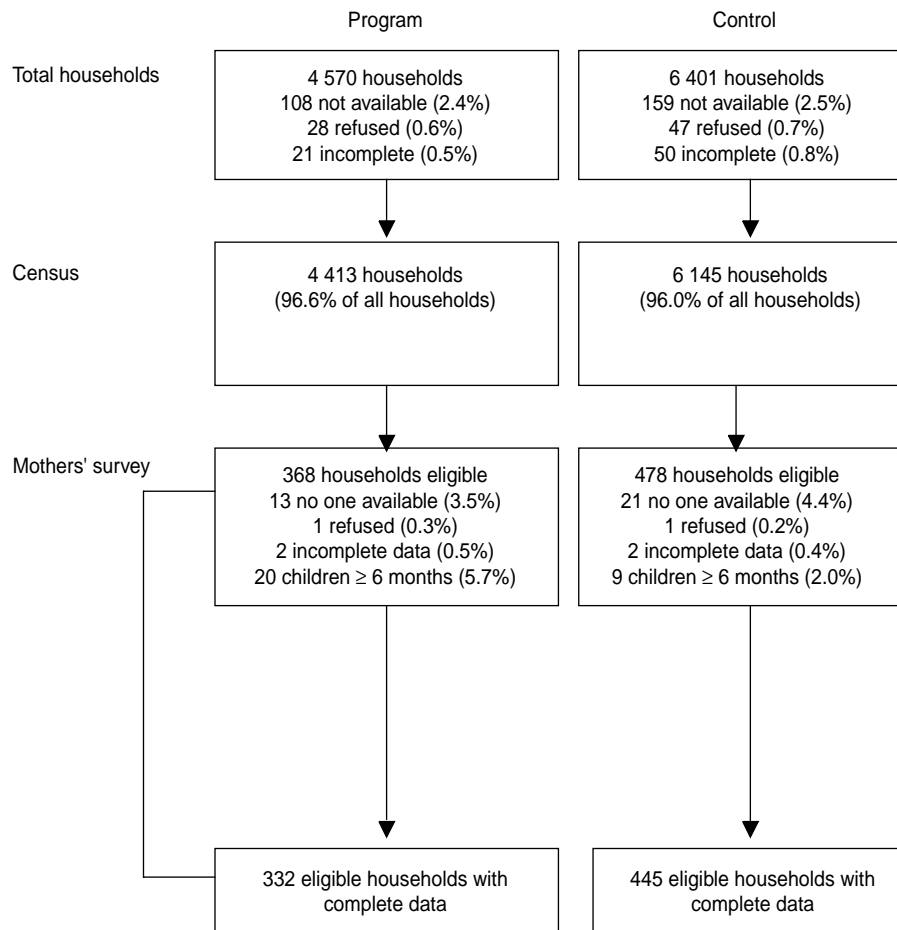 Program
Control
Total households
4 570 households
108 not available (2.4%)
28 refused (0.6%)
21 incomplete (0.5%)
6 401 households
159 not available (2.5%)
47 refused (0.7%)
50 incomplete (0.8%)
Census
4 413 households
(96.6% of all households)
6 145 households
(96.0% of all households)
Mothers' survey
368 households eligible
13 no one available (3.5%)
1 refused (0.3%)
2 incomplete data (0.5%)
20 children ≥ 6 months (5.7%)
478 households eligible
21 no one available (4.4%)
1 refused (0.2%)
2 incomplete data (0.4%)
9 children ≥ 6 months (2.0%)
332 eligible households with
complete data
445 eligible households with
complete data